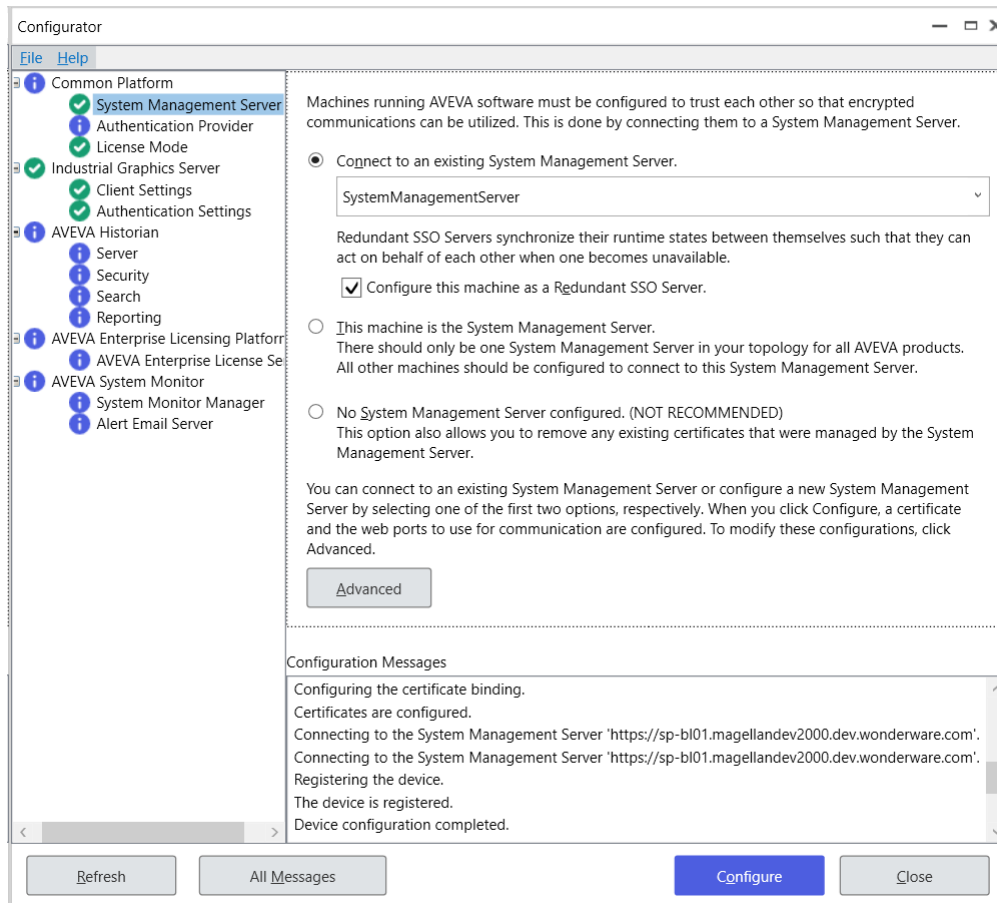 Configurator
File Help
Common Platform
System Management Server
Authentication Provider
License Mode
Industrial Graphics Server
Client Settings
Authentication Settings
AVEVA Historian
Server
Security
Search
Reporting
AVEVA Enterprise Licensing Platforr
AVEVA Enterprise License Se
AVEVA System Monitor
System Monitor Manager
Alert Email Server
Machines running AVEVA software must be configured to trust each other so that encrypted
communications can be utilized. This is done by connecting them to a System Management Server.
Connect to an existing System Management Server.
SystemManagementServer
Redundant SSO Servers synchronize their runtime states between themselves such that they can
act on behalf of each other when one becomes unavailable.
Configure this machine as a Redundant SSO Server.
This machine is the System Management Server.
There should only be one System Management Server in your topology for all AVEVA products.
All other machines should be configured to connect to this System Management Server.
No System Management Server configured. (NOT RECOMMENDED)
This option also allows you to remove any existing certificates that were managed by the System
Management Server.
You can connect to an existing System Management Server or configure a new System Management
Server by selecting one of the first two options, respectively. When you click Configure, a certificate
and the web ports to use for communication are configured. To modify these configurations, click
Advanced.
Advanced
Configuration Messages
Configuring the certificate binding.
Certificates are configured.
Connecting to the System Management Server 'https://sp-bl01.magellandev2000.dev.wonderware.com'.
Connecting to the System Management Server 'https://sp-bl01.magellandev2000.dev.wonderware.com'.
Registering the device.
The device is registered.
Device configuration completed.
Refresh
All Messages
Configure
Close